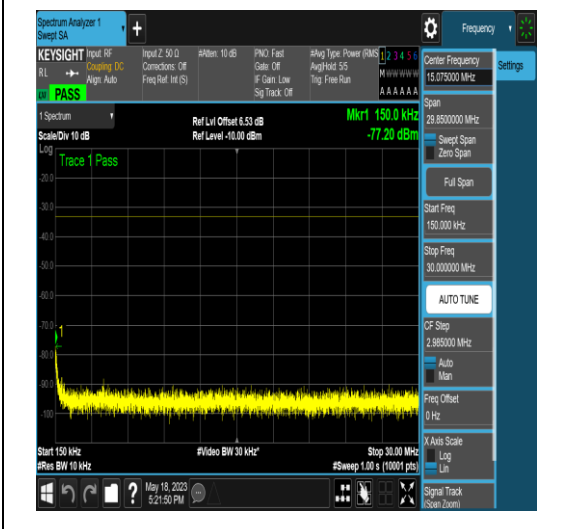 Spectrum Analyzer 1
Swept SA
+
Frequency
KEYSIGHT
RL
PASS
Input: RF
Coupling: DC
Align: Auto
Input Z: 50 Ω
Corrections: Off
Freq Ref: Int (S)
#Atten: 10 dB
PNO: Fast
Gate: Off
IF Gain: Low
Sig Track: Off
#Avg Type: Power (RMS
Avg|Hold: 5/5
Trig: Free Run
1 2 3 4 5 6
M W W W W W
A A A A A A
1 Spectrum
Scale/Div 10 dB
Ref Lvl Offset 6.53 dB
Ref Level -10.00 dBm
Mkr1 150.0 kHz
-77.20 dBm
Log
Trace 1 Pass
-20.0
-30.0
-40.0
-50.0
-60.0
-70.0
-80.0
-90.0
-100
1
Start 150 kHz
#Res BW 10 kHz
#Video BW 30 kHz*
Stop 30.00 MHz
#Sweep 1.00 s (10001 pts)
?
May 18, 2023
5:21:50 PM
Center Frequency
15.075000 MHz
Settings
Span
29.8500000 MHz
Swept Span
Zero Span
Full Span
Start Freq
150.000 kHz
Stop Freq
30.000000 MHz
AUTO TUNE
CF Step
2.985000 MHz
Auto
Man
Freq Offset
0 Hz
X Axis Scale
Log
Lin
Signal Track
(Span Zoom)